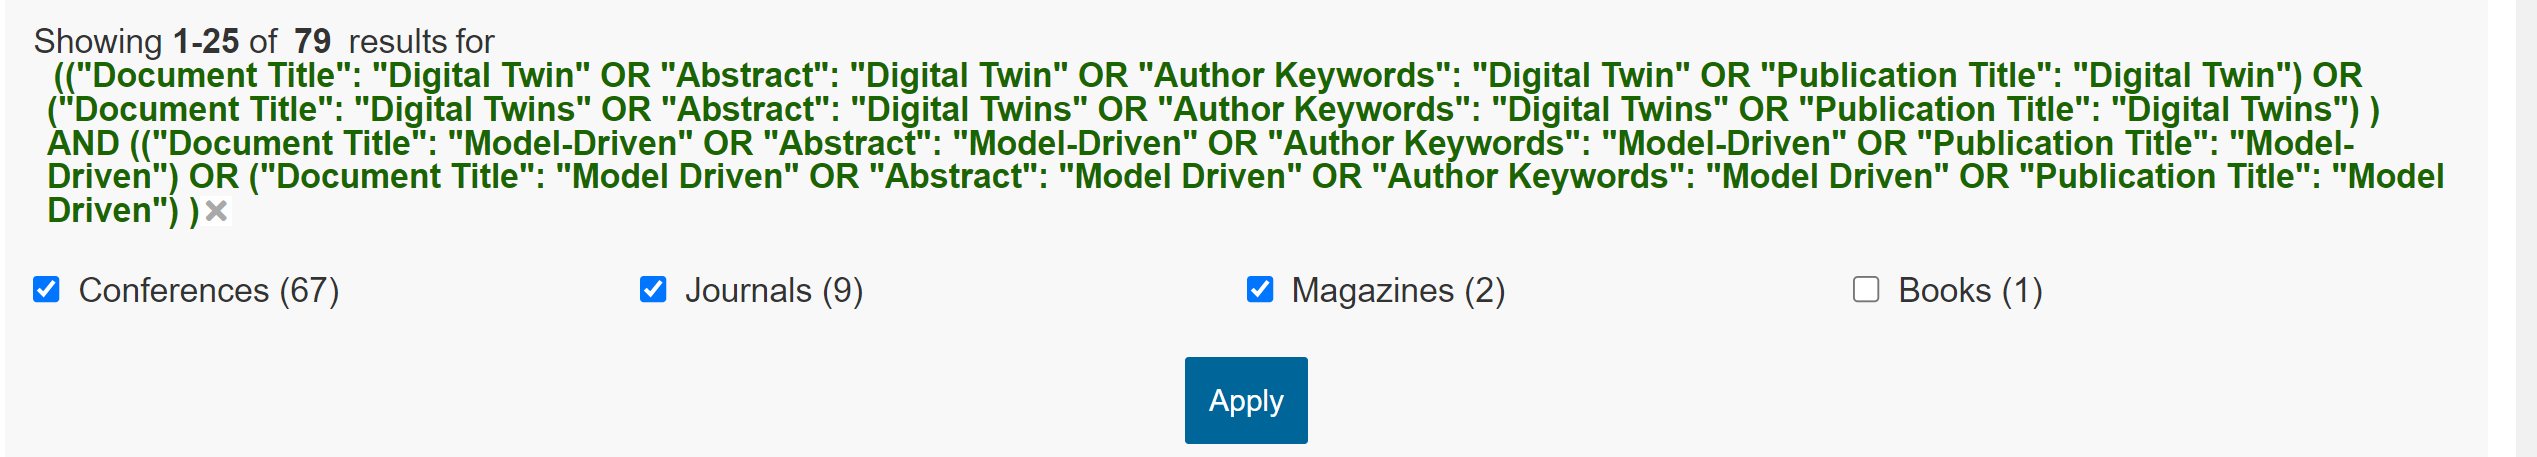 Showing 1-25 of 79 results for
(("Document Title": "Digital Twin" OR "Abstract": "Digital Twin" OR "Author Keywords": "Digital Twin" OR "Publication Title": "Digital Twin") OR
("Document Title": "Digital Twins" OR "Abstract": "Digital Twins" OR "Author Keywords": "Digital Twins" OR "Publication Title": "Digital Twins") )
AND (("Document Title": "Model-Driven" OR "Abstract": "Model-Driven" OR "Author Keywords": "Model-Driven" OR "Publication Title": "Model-
Driven") OR ("Document Title": "Model Driven" OR "Abstract": "Model Driven" OR "Author Keywords": "Model Driven" OR "Publication Title": "Model
Driven") )
Conferences (67) Journals (9) Magazines (2) Books (1)
Apply